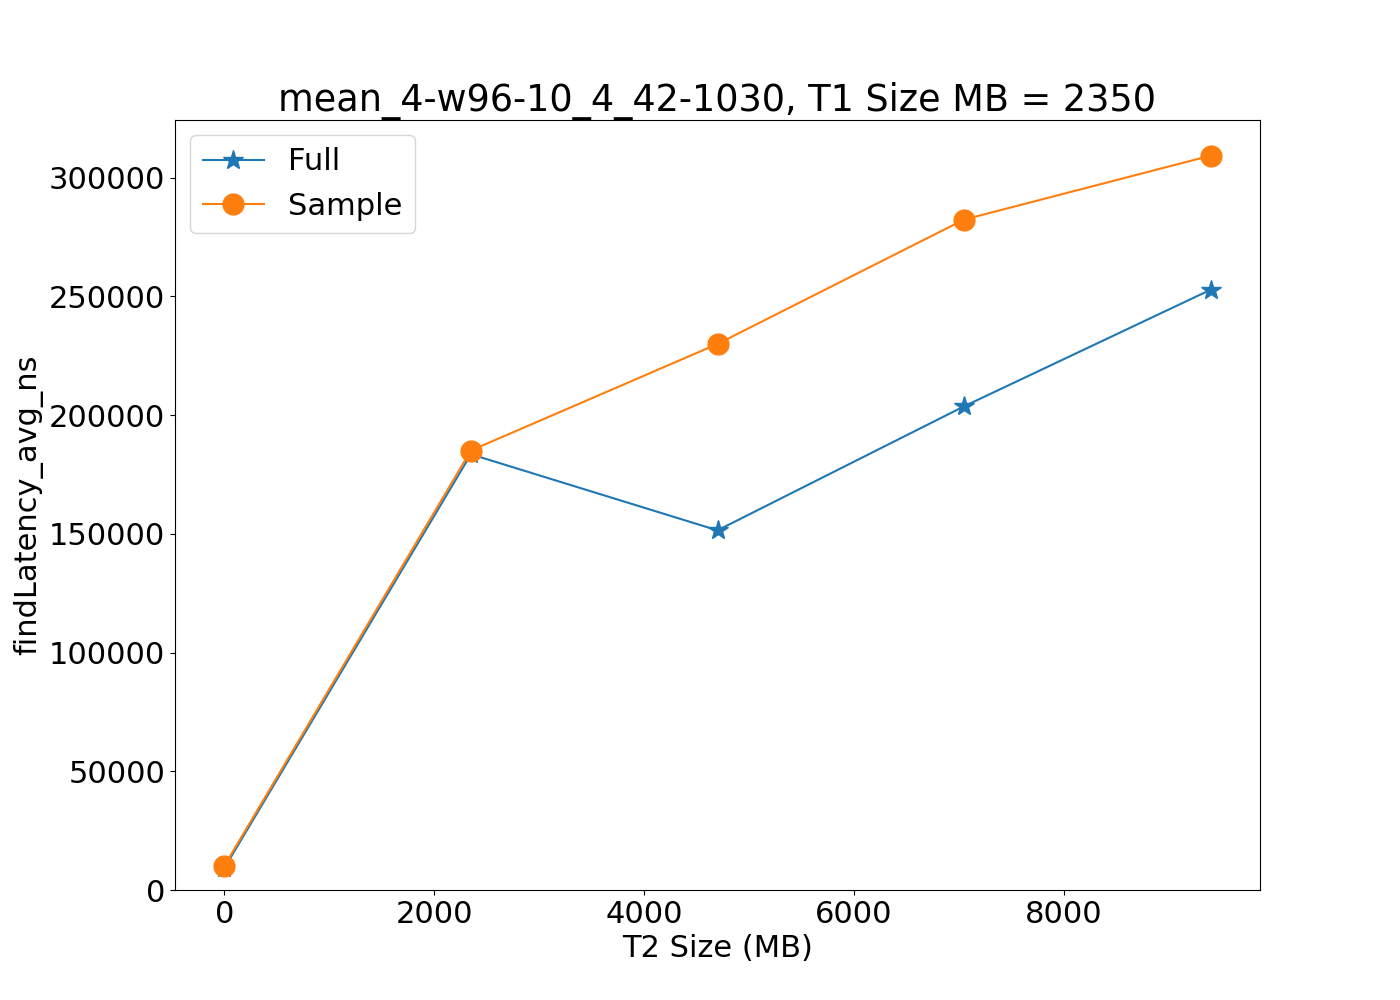 mean_4-w96-10_4_42-1030, T1 Size MB = 2350
Full
Sample
300000
250000
200000
150000
100000
50000
0
findLatency_avg_ns
0 2000 4000 6000 8000
T2 Size (MB)